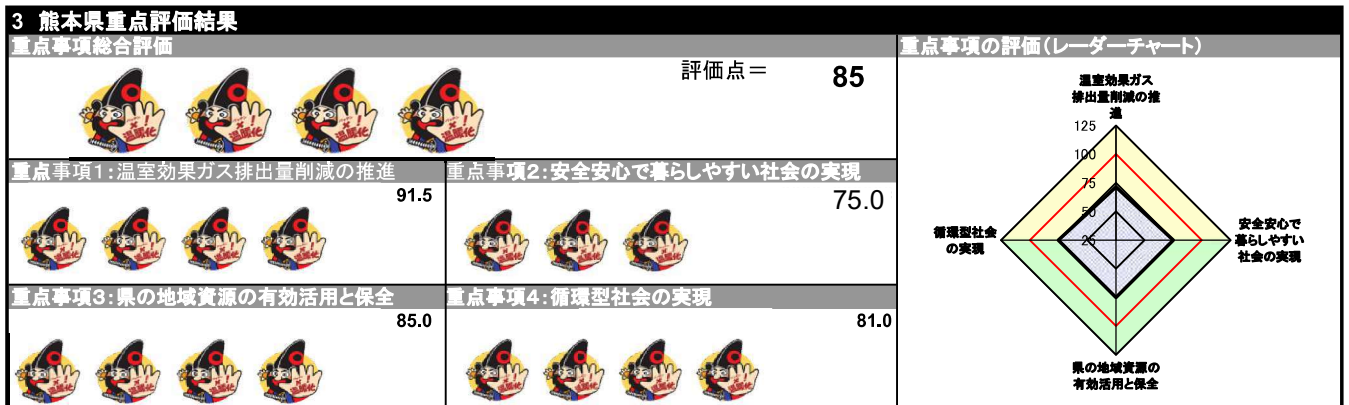 3 熊本県重点評価結果
重点事項総合評価
評価点＝ 85
重点事項1：温室効果ガス排出量削減の推進
91.5
重点事項2：安全安心で暮らしやすい社会の実現
75.0
重点事項3：県の地域資源の有効活用と保全
85.0
重点事項4：循環型社会の実現
81.0
重点事項の評価（レーダーチャート）
温室効果ガス
排出量削減の推
進
125
100
75
50
25
循環型社会
の実現
安全安心で
暮らしやすい
社会の実現
県の地域資源の
有効活用と保全